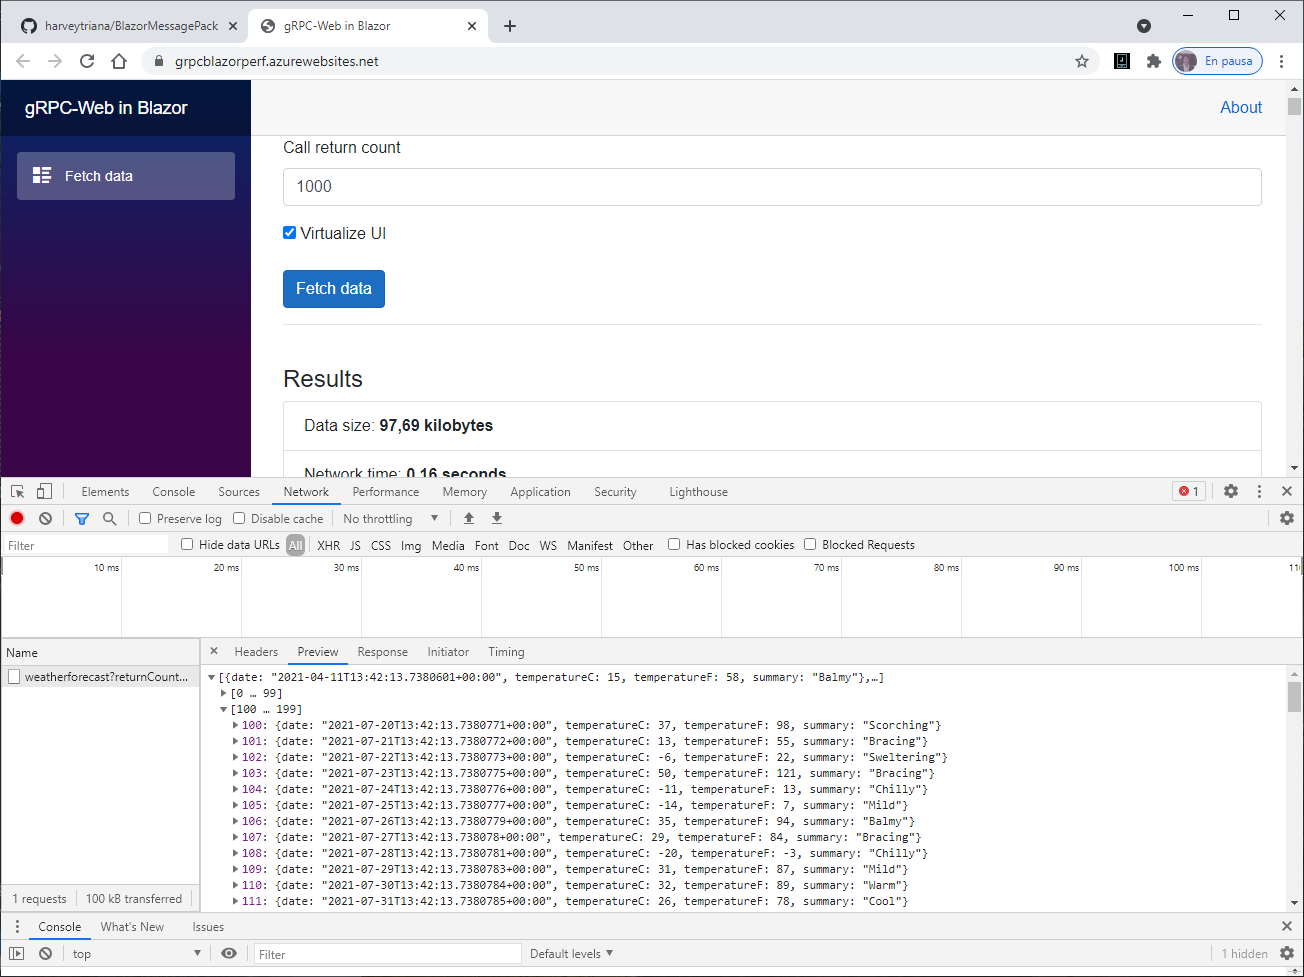 harveytriana/BlazorMessagePack
gRPC-Web in Blazor
grpcblazorperf.azurewebsites.net
En pausa
gRPC-Web in Blazor
About
Fetch data
Call return count
1000
Virtualize UI
Fetch data
Results
Data size: 97,69 kilobytes
Network time: 0,16 seconds
Elements Console Sources Network Performance Memory Application Security Lighthouse 1
Preserve log Disable cache No throttling
Filter Hide data URLs All XHR JS CSS Img Media Font Doc WS Manifest Other Has blocked cookies Blocked Requests
10 ms 20 ms 30 ms 40 ms 50 ms 60 ms 70 ms 80 ms 90 ms 100 ms
Name
Headers Preview Response Initiator Timing
weatherforecast?returnCount...
[{date: "2021-04-11T13:42:13.7380601+00:00", temperatureC: 15, temperatureF: 58, summary: "Balmy"},…]
[0 … 99]
[100 … 199]
100: {date: "2021-07-20T13:42:13.7380771+00:00", temperatureC: 37, temperatureF: 98, summary: "Scorching"}
101: {date: "2021-07-21T13:42:13.7380772+00:00", temperatureC: 13, temperatureF: 55, summary: "Bracing"}
102: {date: "2021-07-22T13:42:13.7380773+00:00", temperatureC: -6, temperatureF: 22, summary: "Sweltering"}
103: {date: "2021-07-23T13:42:13.7380775+00:00", temperatureC: 50, temperatureF: 121, summary: "Bracing"}
104: {date: "2021-07-24T13:42:13.7380776+00:00", temperatureC: -11, temperatureF: 13, summary: "Chilly"}
105: {date: "2021-07-25T13:42:13.7380777+00:00", temperatureC: -14, temperatureF: 7, summary: "Mild"}
106: {date: "2021-07-26T13:42:13.7380779+00:00", temperatureC: 35, temperatureF: 94, summary: "Balmy"}
107: {date: "2021-07-27T13:42:13.738078+00:00", temperatureC: 29, temperatureF: 84, summary: "Bracing"}
108: {date: "2021-07-28T13:42:13.7380781+00:00", temperatureC: -20, temperatureF: -3, summary: "Chilly"}
109: {date: "2021-07-29T13:42:13.7380783+00:00", temperatureC: 31, temperatureF: 87, summary: "Mild"}
110: {date: "2021-07-30T13:42:13.7380784+00:00", temperatureC: 32, temperatureF: 89, summary: "Warm"}
111: {date: "2021-07-31T13:42:13.7380785+00:00", temperatureC: 26, temperatureF: 78, summary: "Cool"}
1 requests 100 kB transferred
Console What's New Issues
top Filter Default levels 1 hidden